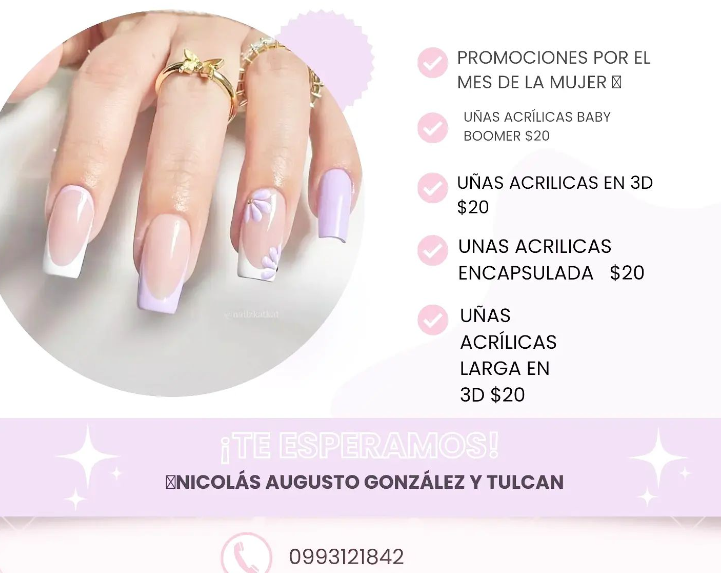 PROMOCIONES POR EL
MES DE LA MUJER
UÑAS ACRÍLICAS BABY
BOOMER $20
UÑAS ACRILICAS EN 3D
$20
UNAS ACRILICAS
ENCAPSULADA $20
UÑAS
ACRÍLICAS
LARGA EN
3D $20
¡TE ESPERAMOS!
NICOLÁS AUGUSTO GONZÁLEZ Y TULCAN
0993121842